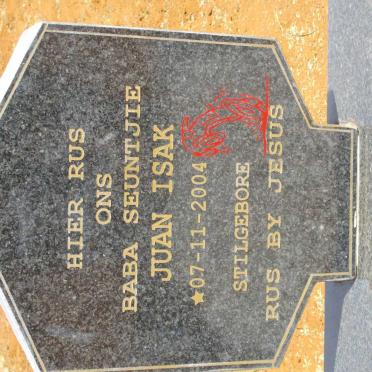 HIER RUS
ONS
BABA SEUNTJIE
JUAN ISAK
★07-11-2004
STILGEBORE
RUS BY JESUS